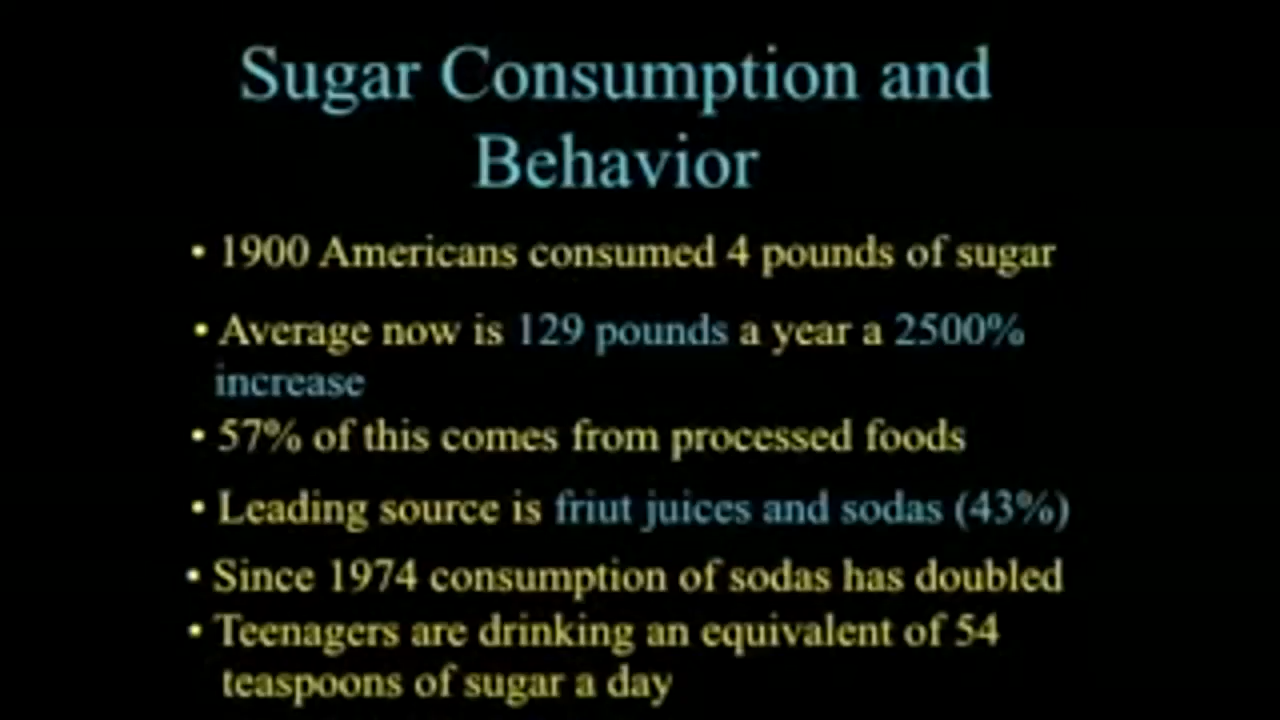 Sugar Consumption and
Behavior
• 1900 Americans consumed 4 pounds of sugar
• Average now is 129 pounds a year a 2500%
increase
• 57% of this comes from processed foods
• Leading source is friut juices and sodas (43%)
• Since 1974 consumption of sodas has doubled
• Teenagers are drinking an equivalent of 54
teaspoons of sugar a day